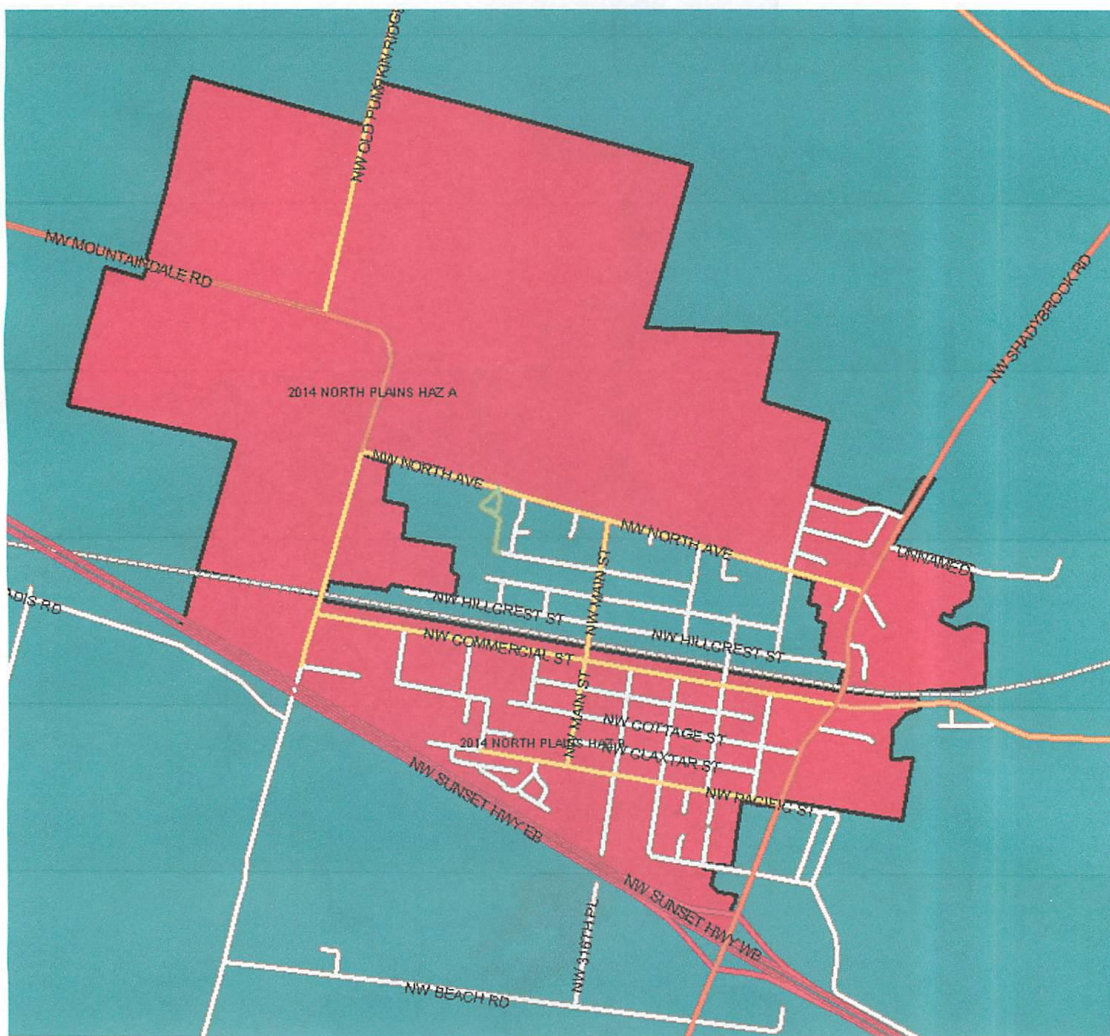 NW OLD PUMPKIN RIDGE
NW MOUNTAINDALE RD
NW SHADYBROOK RD
2014 NORTH PLAINS HAZ A
NW NORTH AVE
NW NORTH AVE
UNNAMED
NW MAIN ST
NW HILLCREST ST
NW HILLCREST ST
NW COMMERCIAL ST
NW MAIN ST
NW COTTAGE ST
2014 NORTH PLAINS
NW CLAXTAR ST
NW PACIFIC ST
NW SUNSET HWY EB
NW SUNSET HWY WB
NW 316TH PL
NW BEACH RD